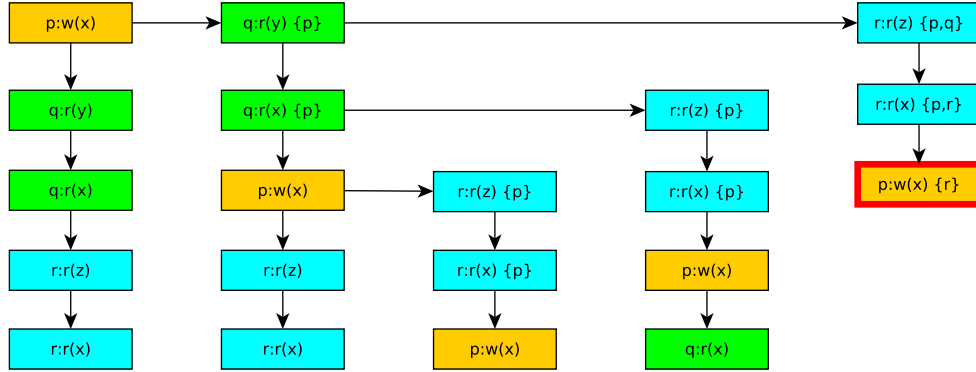 p:w(x)
q:r(y) {p}
r:r(z) {p,q}
q:r(y)
q:r(x) {p}
r:r(z) {p}
r:r(x) {p,r}
q:r(x)
p:w(x)
r:r(z) {p}
r:r(x) {p}
p:w(x) {r}
r:r(z)
r:r(z)
r:r(x) {p}
p:w(x)
r:r(x)
r:r(x)
p:w(x)
q:r(x)